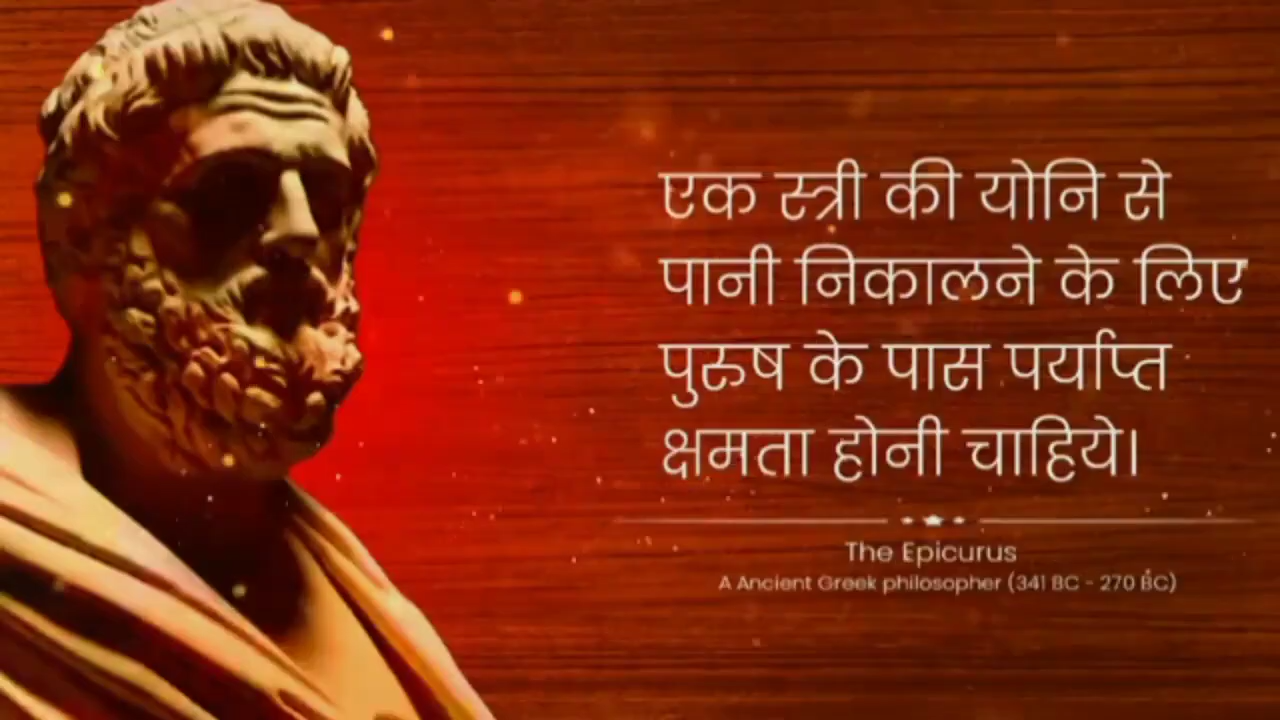 एक स्त्री की योनि से
पानी निकालने के लिए
पुरुष के पास पर्याप्त
क्षमता होनी चाहिये।
The Epicurus
A Ancient Greek philosopher (341 BC - 270 BC)